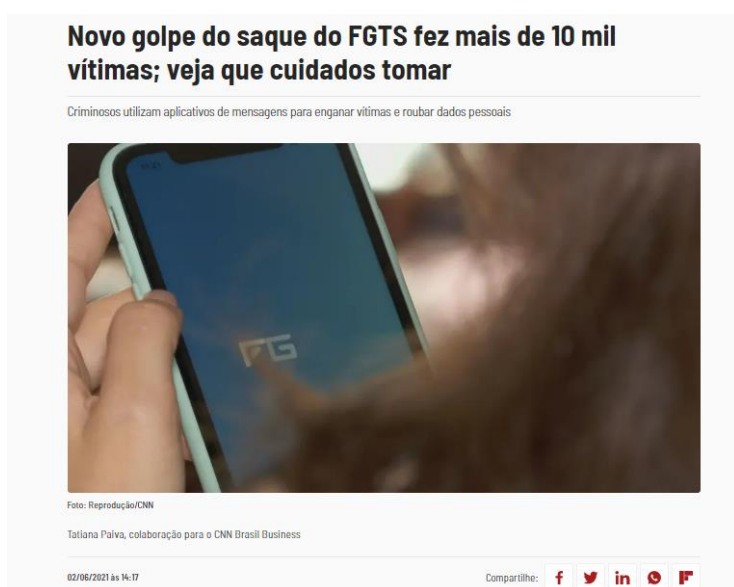 Novo golpe do saque do FGTS fez mais de 10 mil
vítimas; veja que cuidados tomar
Criminosos utilizam aplicativos de mensagens para enganar vítimas e roubar dados pessoais
FG
Foto: Reprodução/CNN
Tatiana Paiva, colaboração para o CNN Brasil Business
02/06/2021 às 14:17
Compartilhe: